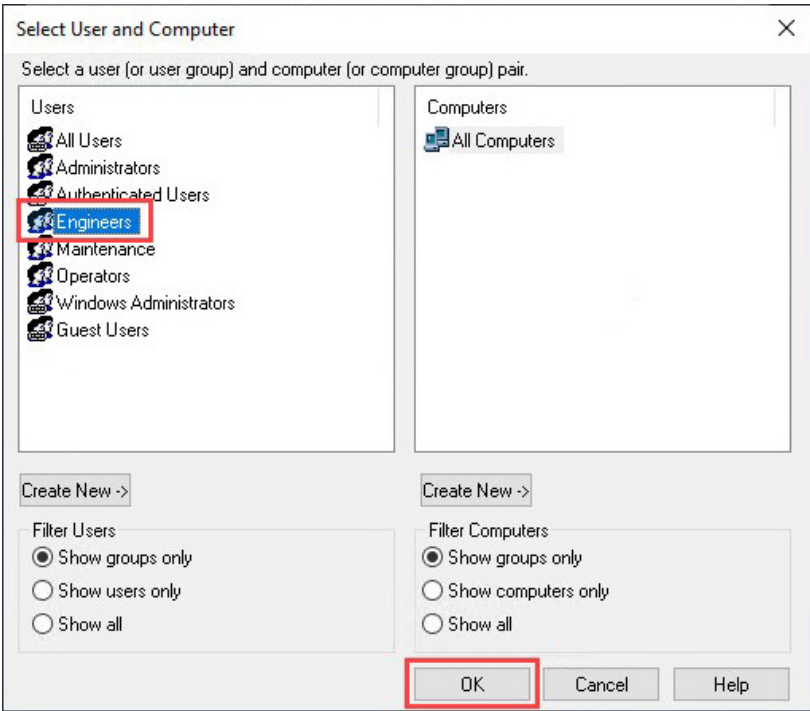 Select User and Computer
Select a user (or user group) and computer (or computer group) pair.
Users
All Users
Administrators
Authenticated Users
Engineers
Maintenance
Operators
Windows Administrators
Guest Users
Computers
All Computers
Create New ->
Create New ->
Filter Users
Show groups only
Show users only
Show all
Filter Computers
Show groups only
Show computers only
Show all
OK
Cancel
Help